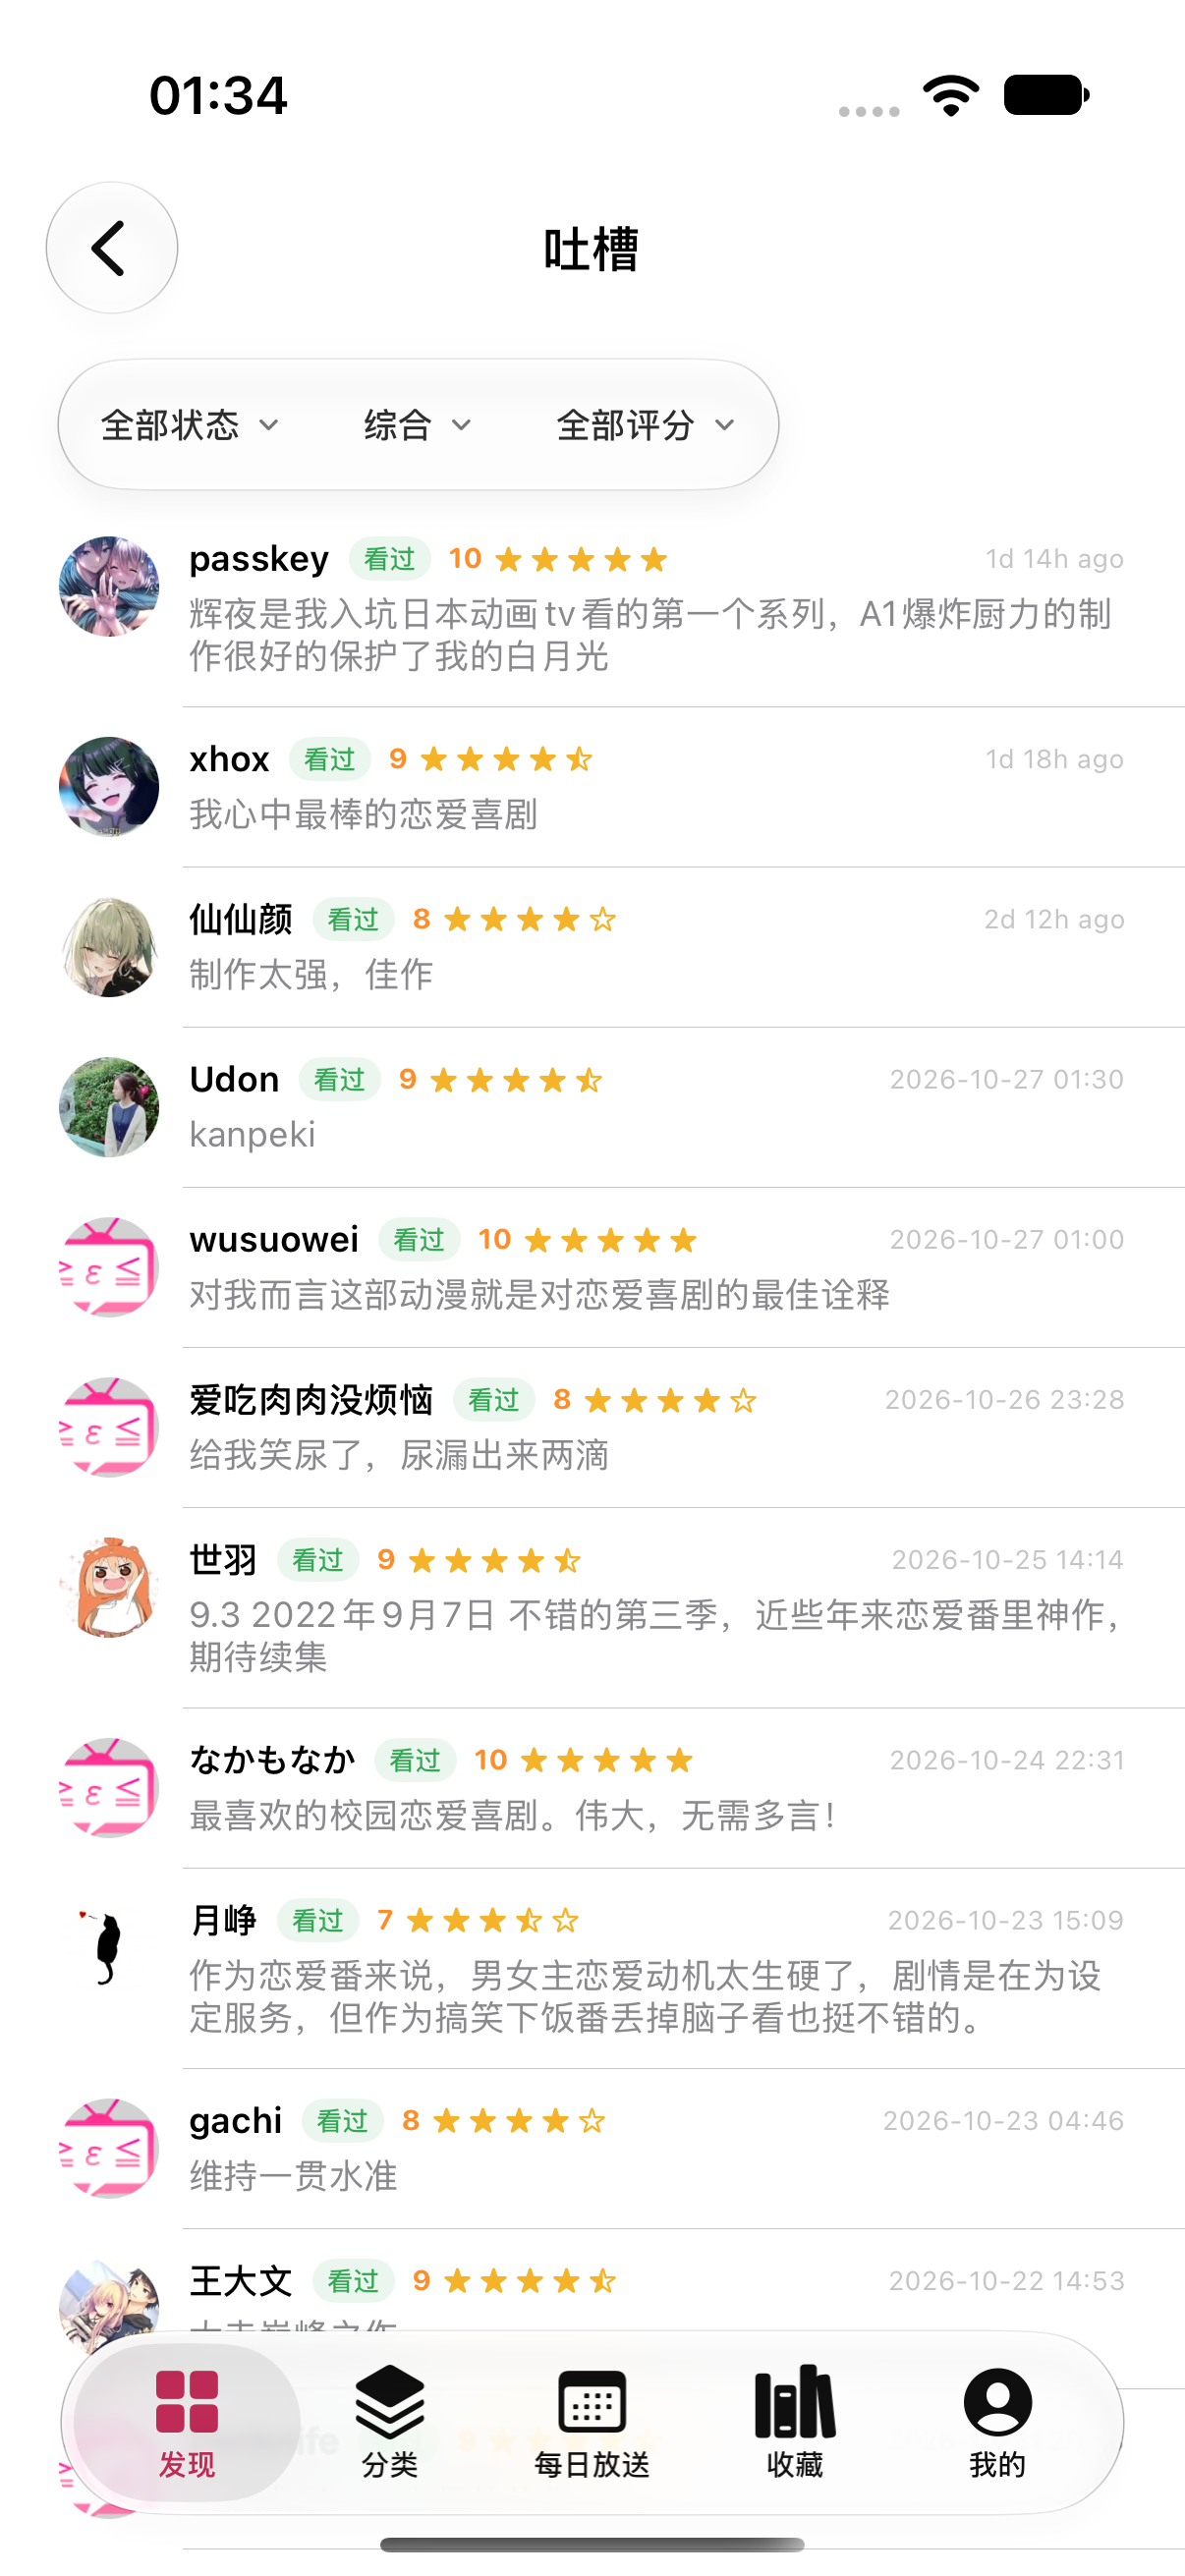 01:34
吐槽
全部状态 综合 全部评分
passkey 看过 10 1d 14h ago
辉夜是我入坑日本动画tv看的第一个系列，A1爆炸厨力的制
作很好的保护了我的白月光
xhox 看过 9 1d 18h ago
我心中最棒的恋爱喜剧
仙仙颜 看过 8 2d 12h ago
制作太强，佳作
Udon 看过 9 2026-10-27 01:30
kanpeki
wusuowei 看过 10 2026-10-27 01:00
对我而言这部动漫就是对恋爱喜剧的最佳诠释
爱吃肉肉没烦恼 看过 8 2026-10-26 23:28
给我笑尿了，尿漏出来两滴
世羽 看过 9 2026-10-25 14:14
9.3 2022年9月7日 不错的第三季，近些年来恋爱番里神作，
期待续集
なかもなか 看过 10 2026-10-24 22:31
最喜欢的校园恋爱喜剧。伟大，无需多言！
月峥 看过 7 2026-10-23 15:09
作为恋爱番来说，男女主恋爱动机太生硬了，剧情是在为设
定服务，但作为搞笑下饭番丢掉脑子看也挺不错的。
gachi 看过 8 2026-10-23 04:46
维持一贯水准
王大文 看过 9 2026-10-22 14:53
发现 分类 每日放送 收藏 我的